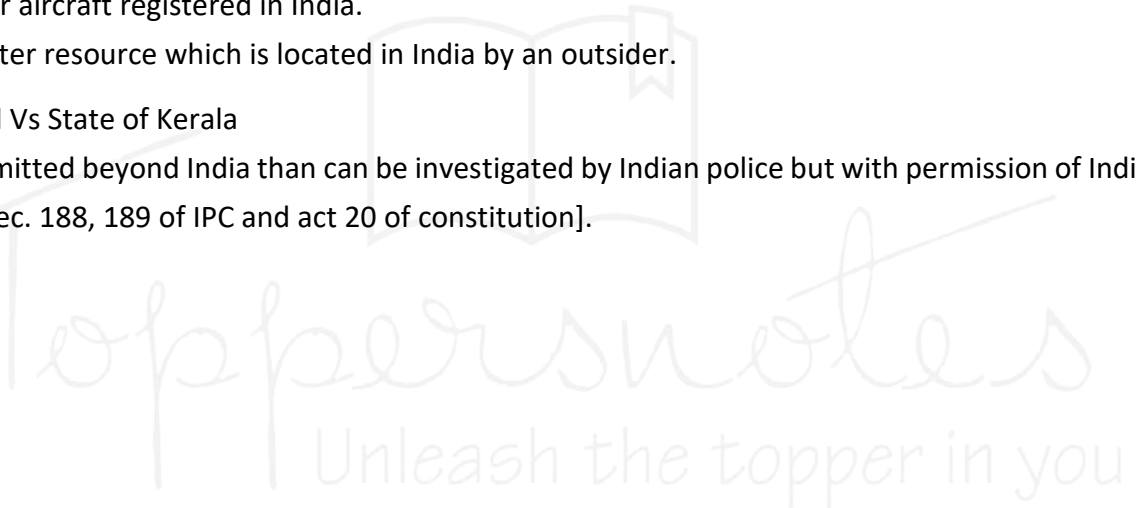 r aircraft registered in India.
ter resource which is located in India by an outsider.
Vs State of Kerala
mitted beyond India than can be investigated by Indian police but with permission of Indi
ec. 188, 189 of IPC and act 20 of constitution].
Toppersnotes
Unleash the topper in you